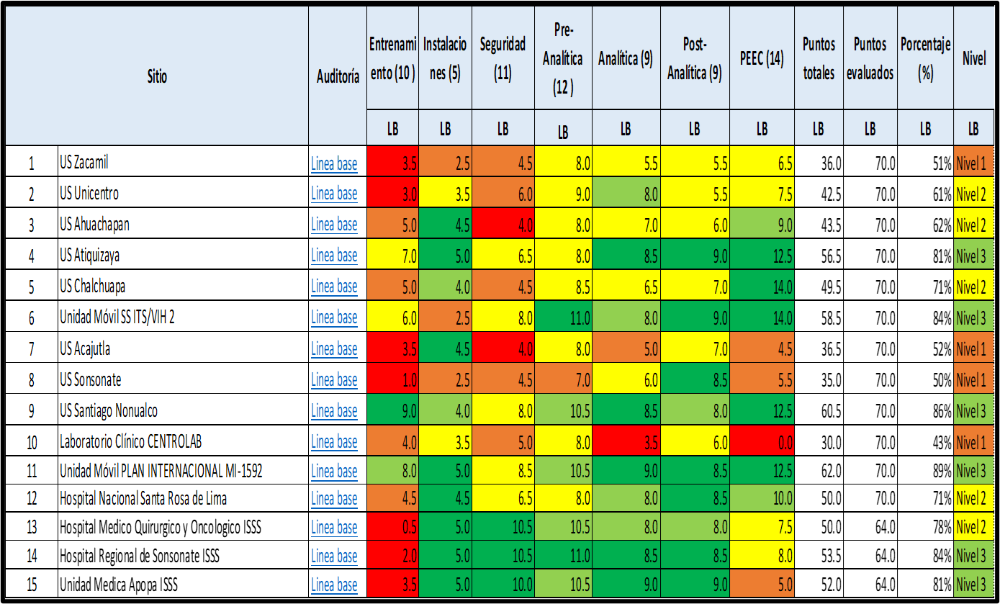 Sitio Auditoría Entrenami Instalacio Seguridad Pre- Analítica (9) Post- PEEC (14) Puntos Puntos Porcentaje Nivel
ento (10 ) nes (5) (11) Analítica Analítica (9) totales evaluados (%)
(12 )
LB LB LB LB LB LB LB LB LB LB LB
1 US Zacamil Linea base 3.5 2.5 4.5 8.0 5.5 5.5 6.5 36.0 70.0 51% Nivel 1
2 US Unicentro Linea base 3.0 3.5 6.0 9.0 8.0 5.5 7.5 42.5 70.0 61% Nivel 2
3 US Ahuachapan Linea base 5.0 4.5 4.0 8.0 7.0 6.0 9.0 43.5 70.0 62% Nivel 2
4 US Atiquizaya Linea base 7.0 5.0 6.5 8.0 8.5 9.0 12.5 56.5 70.0 81% Nivel 3
5 US Chalchuapa Linea base 5.0 4.0 4.5 8.5 6.5 7.0 14.0 49.5 70.0 71% Nivel 2
6 Unidad Móvil SS ITS/VIH 2 Linea base 6.0 2.5 8.0 11.0 8.0 9.0 14.0 58.5 70.0 84% Nivel 3
7 US Acajutla Linea base 3.5 4.5 4.0 8.0 5.0 7.0 4.5 36.5 70.0 52% Nivel 1
8 US Sonsonate Linea base 1.0 2.5 4.5 7.0 6.0 8.5 5.5 35.0 70.0 50% Nivel 1
9 US Santiago Nonualco Linea base 9.0 4.0 8.0 10.5 8.5 8.0 12.5 60.5 70.0 86% Nivel 3
10 Laboratorio Clínico CENTROLAB Linea base 4.0 3.5 5.0 8.0 3.5 6.0 0.0 30.0 70.0 43% Nivel 1
11 Unidad Móvil PLAN INTERNACIONAL MI-1592 Linea base 8.0 5.0 8.5 10.5 9.0 8.5 12.5 62.0 70.0 89% Nivel 3
12 Hospital Nacional Santa Rosa de Lima Linea base 4.5 4.5 6.5 8.0 8.0 8.5 10.0 50.0 70.0 71% Nivel 2
13 Hospital Medico Quirurgico y Oncologico ISSS Linea base 0.5 5.0 10.5 10.5 8.0 8.0 7.5 50.0 64.0 78% Nivel 2
14 Hospital Regional de Sonsonate ISSS Linea base 2.0 5.0 10.5 11.0 8.5 8.5 8.0 53.5 64.0 84% Nivel 3
15 Unidad Medica Apopa ISSS Linea base 3.5 5.0 10.0 10.5 9.0 9.0 5.0 52.0 64.0 81% Nivel 3